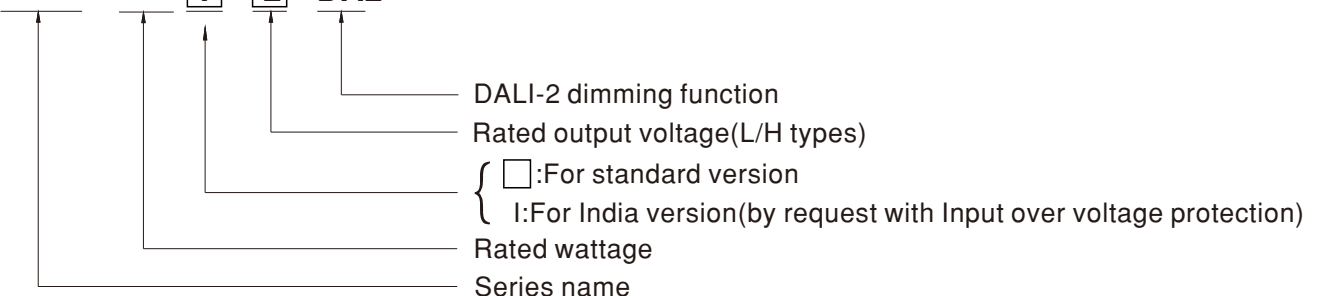 DALI-2 dimming function
Rated output voltage(L/H types)
:For standard version
I:For India version(by request with Input over voltage protection)
Rated wattage
Series name